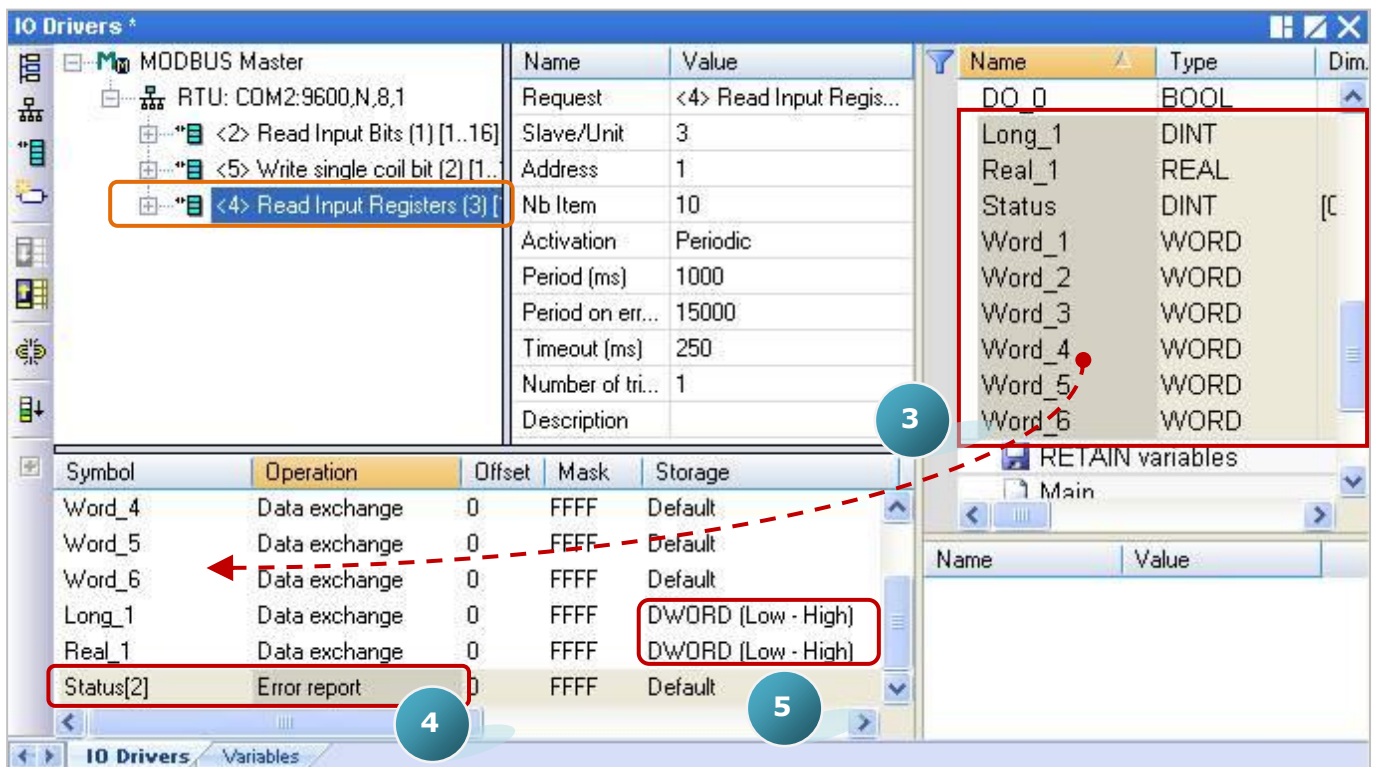 IO Drivers *
MODBUS Master
RTU: COM2:9600,N,8,1
<2> Read Input Bits (1) [1..16]
<5> Write single coil bit (2) [1..1
<4> Read Input Registers (3) [
Name Value
Request <4> Read Input Regis...
Slave/Unit 3
Address 1
Nb Item 10
Activation Periodic
Period (ms) 1000
Period on err... 15000
Timeout (ms) 250
Number of tri... 1
Description
Name Type Dim.
DO_0 BOOL
Long_1 DINT
Real_1 REAL
Status DINT
Word_1 WORD
Word_2 WORD
Word_3 WORD
Word_4 WORD
Word_5 WORD
Word_6 WORD
RETAIN variables
Main
3
Symbol Operation Offset Mask Storage
Word_4 Data exchange 0 FFFF Default
Word_5 Data exchange 0 FFFF Default
Word_6 Data exchange 0 FFFF Default
Long_1 Data exchange 0 FFFF DWORD (Low - High)
Real_1 Data exchange 0 FFFF DWORD (Low - High)
Status[2] Error report 0 FFFF Default
4
5
Name Value
IO Drivers Variables